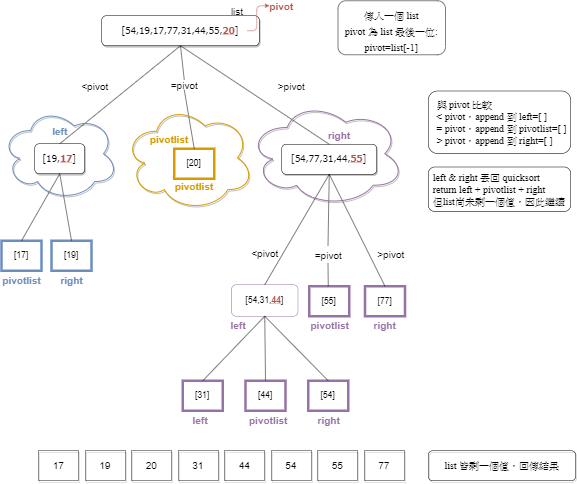 list
pivot
[54,19,17,77,31,44,55,20]
傳入一個 list
pivot 為 list 最後一位:
pivot=list[-1]
<pivot
=pivot
>pivot
與 pivot 比較
< pivot，append 到 left=[ ]
= pivot，append 到 pivotlist=[ ]
> pivot，append 到 right=[ ]
left
pivotlist
right
[19,17]
[20]
[54,77,31,44,55]
pivotlist
left & right 丟回 quicksort
return left + pivotlist + right
但list尚未剩一個值，因此繼續
<pivot
=pivot
>pivot
[17]
[19]
pivotlist
right
[54,31,44]
[55]
[77]
left
pivotlist
right
[31]
[44]
[54]
left
pivotlist
right
17
19
20
31
44
54
55
77
list 皆剩一個值，回傳結果